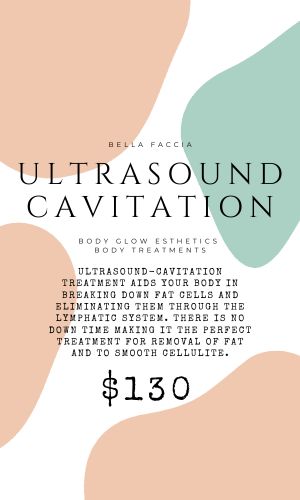 BELLA FACCIA
ULTRASOUND
CAVITATION
BODY GLOW ESTHETICS
BODY TREATMENTS
ULTRASOUND-CAVITATION
TREATMENT AIDS YOUR BODY IN
BREAKING DOWN FAT CELLS AND
ELIMINATING THEM THROUGH THE
LYMPHATIC SYSTEM. THERE IS NO
DOWN TIME MAKING IT THE PERFECT
TREATMENT FOR REMOVAL OF FAT
AND TO SMOOTH CELLULITE.
$130